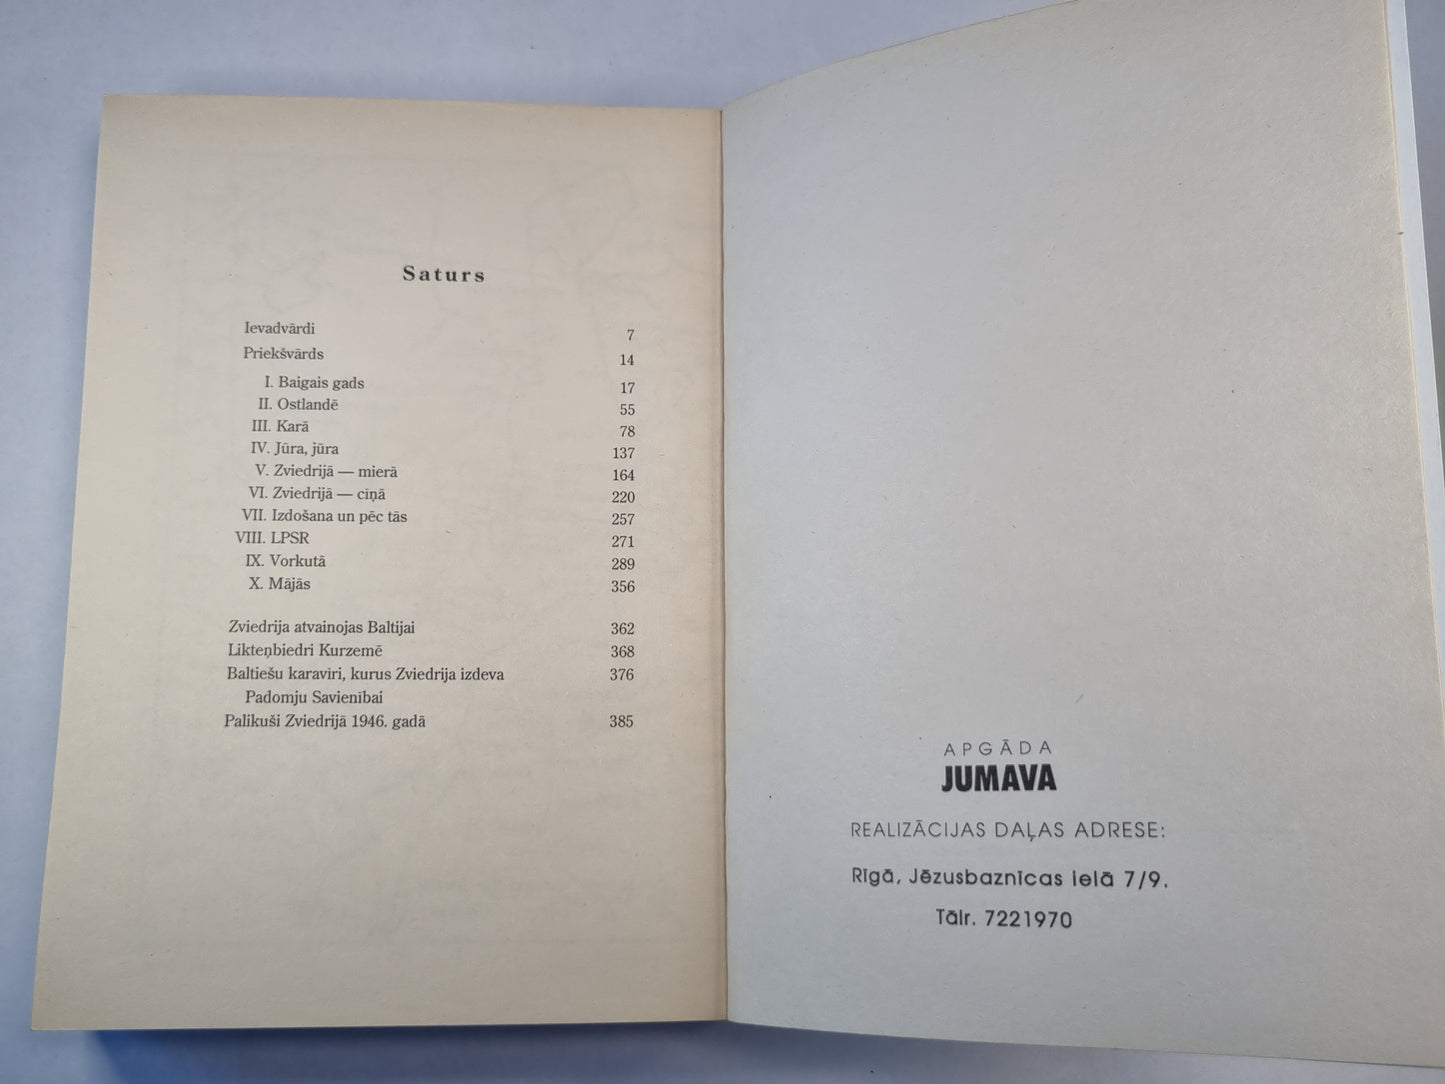 Saturs
Ievadvārdi 7
Priekšvārds 14
I. Baigais gads 17
II. Ostlandē 55
III. Karā 78
IV. Jūra, jūra 137
V. Zviedrijā — mierā 164
VI. Zviedrijā — cīņā 220
VII. Izdošana un pēc tās 257
VIII. LPSR 271
IX. Vorkutā 289
X. Mājās 356
Zviedrija atvainojas Baltijai 362
Likteņbiedri Kurzemē 368
Baltiešu karavīri, kurus Zviedrija izdeva 376
Padomju Savienībai
Palikuši Zviedrijā 1946. gadā 385
APGĀDA
JUMAVA
REALIZĀCIJAS DAĻAS ADRESE:
Rīgā, Jēzusbaznīcas ielā 7/9.
Tālr. 7221970